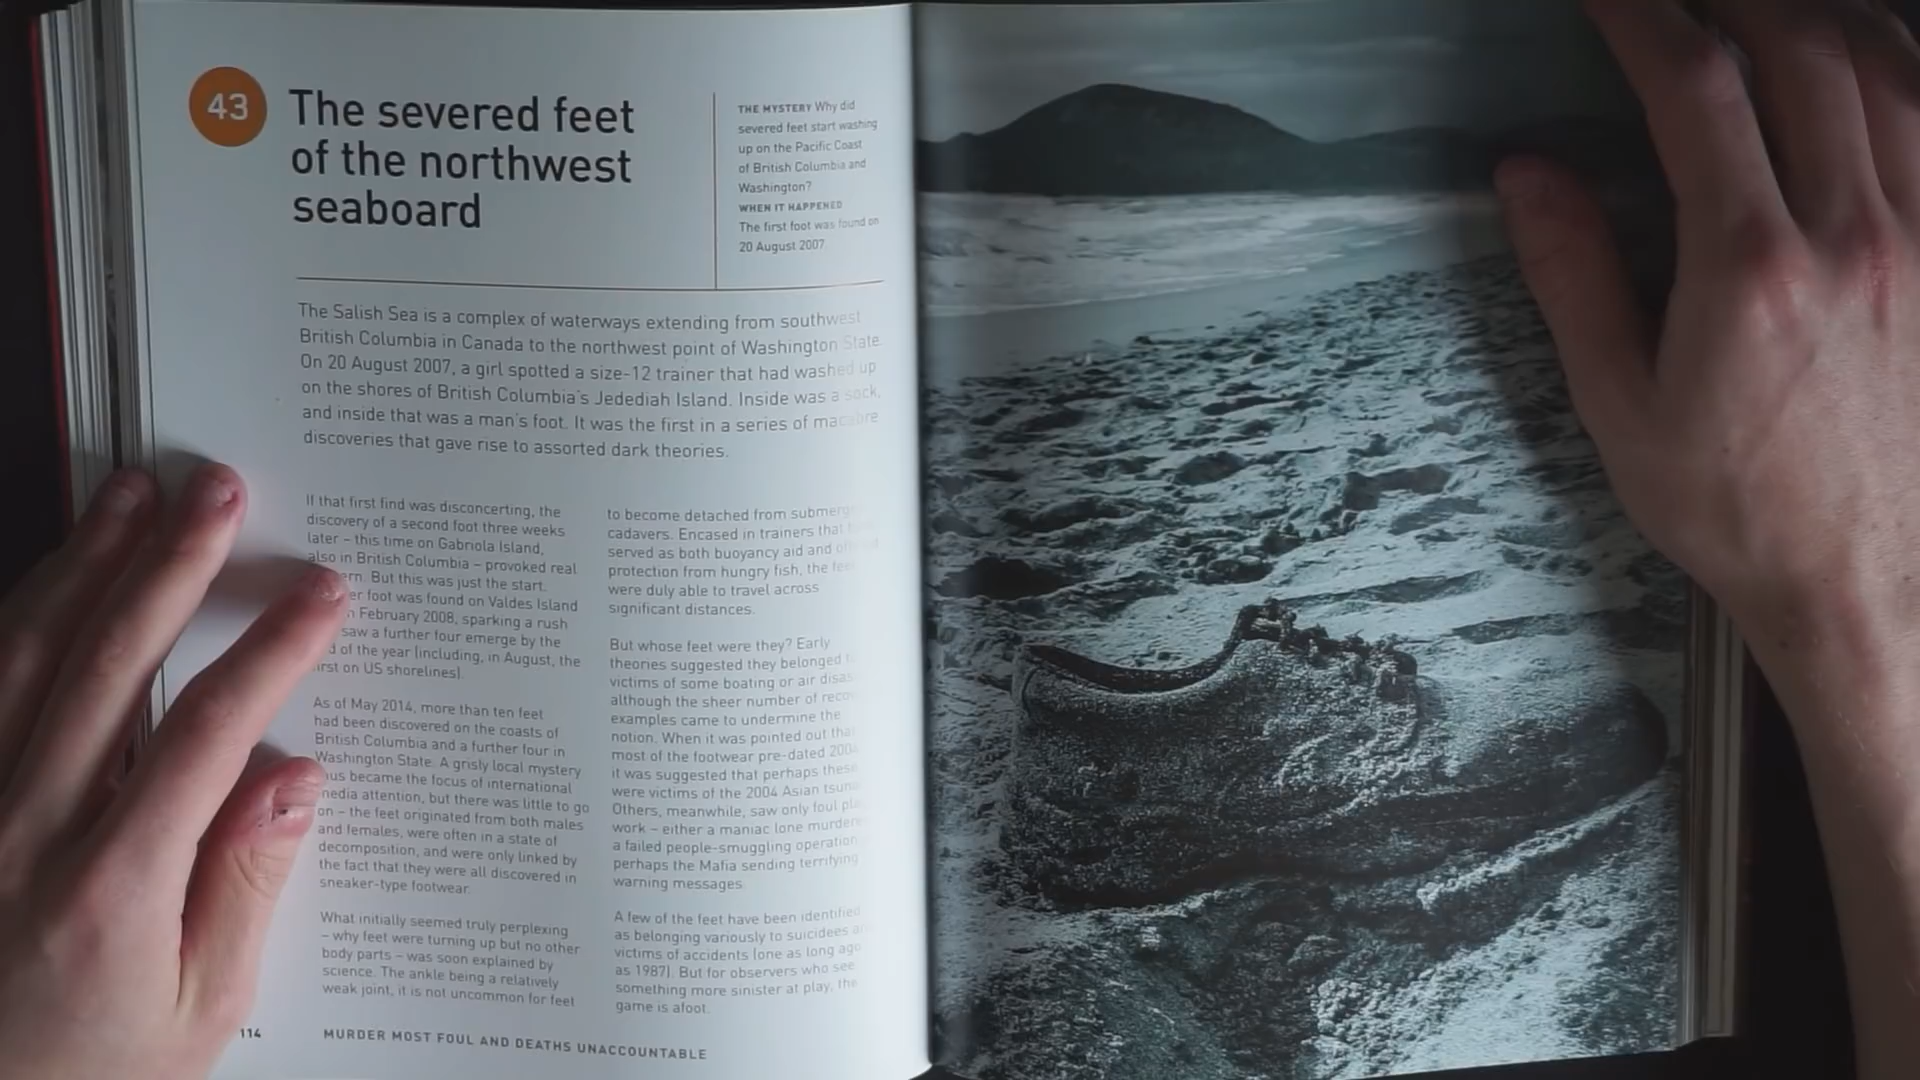 43
The severed feet
of the northwest
seaboard
THE MYSTERY Why did
severed feet start washing
up on the Pacific Coast
of British Columbia and
Washington?
WHEN IT HAPPENED
The first foot was found on
20 August 2007.
The Salish Sea is a complex of waterways extending from southwest
British Columbia in Canada to the northwest point of Washington State.
On 20 August 2007, a girl spotted a size-12 trainer that had washed up
on the shores of British Columbia's Jedediah Island. Inside was a sock,
and inside that was a man's foot. It was the first in a series of macabre
discoveries that gave rise to assorted dark theories.
If that first find was disconcerting, the
discovery of a second foot three weeks
later – this time on Gabriola Island,
also in British Columbia – provoked real
But this was just the start.
foot was found on Valdes Island
February 2008, sparking a rush
saw a further four emerge by the
of the year (including, in August, the
first on US shorelines).
As of May 2014, more than ten feet
had been discovered on the coasts of
British Columbia and a further four in
Washington State. A grisly local mystery
became the focus of international
media attention, but there was little to go
on – the feet originated from both males
and females, were often in a state of
decomposition, and were only linked by
the fact that they were all discovered in
sneaker-type footwear.
What initially seemed truly perplexing
– why feet were turning up but no other
body parts – was soon explained by
science. The ankle being a relatively
weak joint, it is not uncommon for feet
to become detached from
cadavers. Encased in trainers that
served as both buoyancy aid and
protection from hungry fish, the
were duly able to travel across
significant distances.
But whose feet were they? Early
theories suggested they belonged
victims of some boating or air
although the sheer number of
examples came to undermine the
notion. When it was pointed out that
most of the footwear pre-dated 2004
it was suggested that perhaps these
were victims of the 2004 Asian
Others, meanwhile, saw only foul
work – either a maniac lone
a failed people-smuggling operation
perhaps the Mafia sending terrifying
warning messages.
A few of the feet have been identified
as belonging variously to suicidees
victims of accidents (one as long ago
as 1987). But for observers who see
something more sinister at play, the
game is afoot.
114
MURDER MOST FOUL AND DEATHS UNACCOUNTABLE